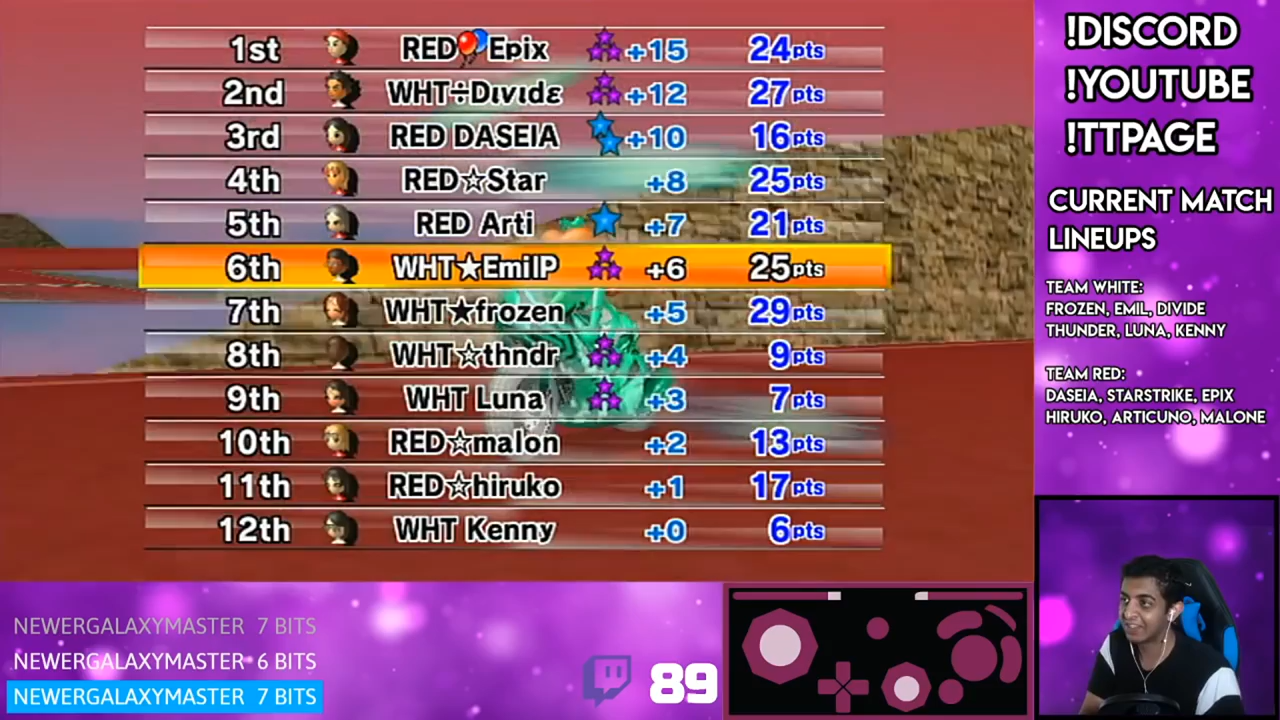 1st RED🎈Epix +15 24pts
2nd WHT÷Dινιdε +12 27pts
3rd RED DASEIA +10 16pts
4th RED☆Star +8 25pts
5th RED Arti +7 21pts
6th WHT★EmilP +6 25pts
7th WHT★frozen +5 29pts
8th WHT☆thndr +4 9pts
9th WHT Luna +3 7pts
10th RED☆malon +2 13pts
11th RED☆hiruko +1 17pts
12th WHT Kenny +0 6pts
!DISCORD
!YOUTUBE
!TTPAGE
CURRENT MATCH
LINEUPS
TEAM WHITE:
FROZEN, EMIL, DIVIDE
THUNDER, LUNA, KENNY
TEAM RED:
DASEIA, STARSTRIKE, EPIX
HIRUKO, ARTICUNO, MALONE
NEWERGALAXYMASTER 7 BITS
NEWERGALAXYMASTER 6 BITS
NEWERGALAXYMASTER 7 BITS
89